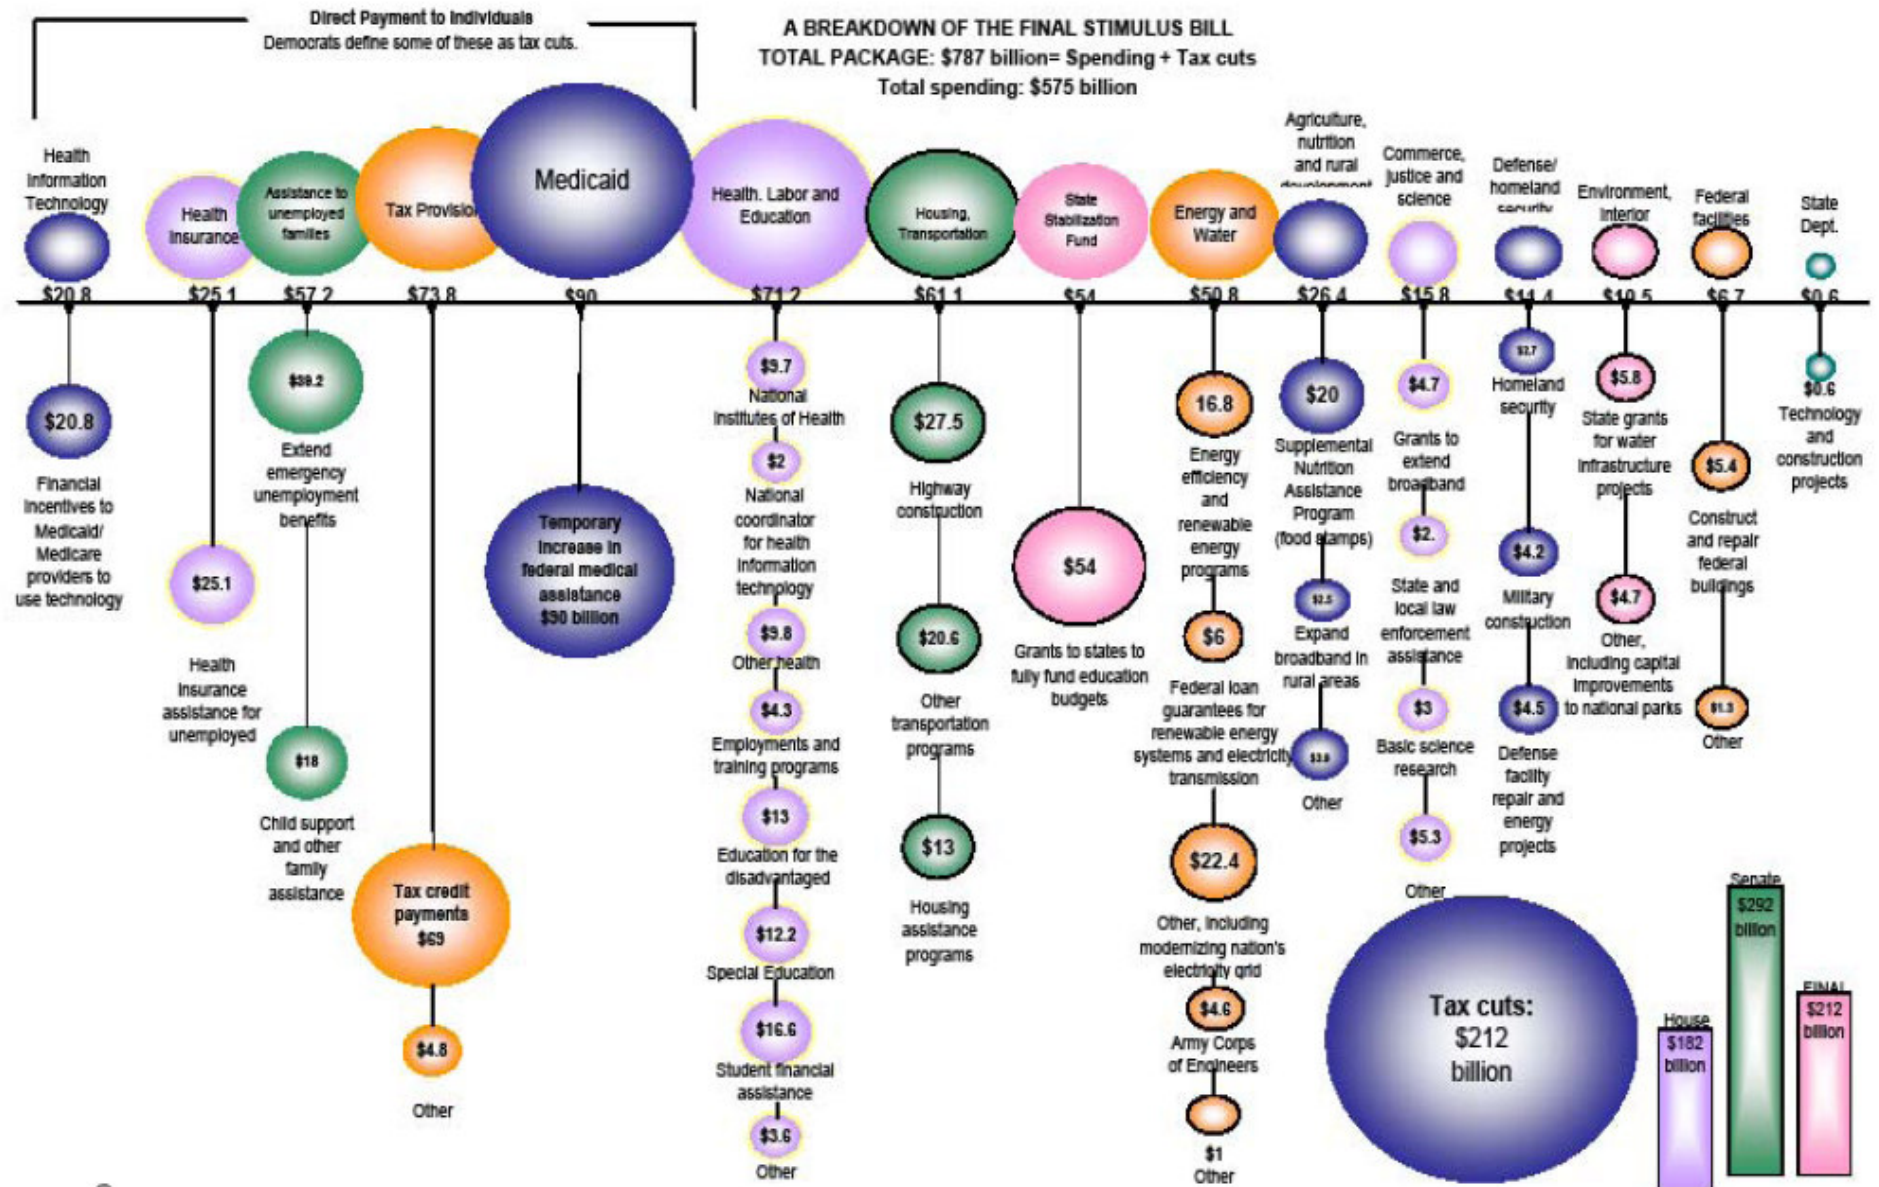 Direct Payment to Individuals
Democrats define some of these as tax cuts.
A BREAKDOWN OF THE FINAL STIMULUS BILL
TOTAL PACKAGE: $787 billion= Spending + Tax cuts
Total spending: $575 billion
Health
Information
Technology
$20.8
$20.8
Financial
Incentives to
Medicaid/
Medicare
providers to
use technology
Health
Insurance
$25.1
$25.1
Health
Insurance
assistance for
unemployed
Assistance to
unemployed
families
$57.2
$39.2
Extend
emergency
unemployment
benefits
$18
Child support
and other
family
assistance
Tax Provision
$73.8
Tax credit
payments
$69
$4.8
Other
Medicaid
$90
Temporary
Increase in
federal medical
assistance
$90 billion
Health. Labor and
Education
$71.2
$9.7
National
Institutes of Health
$2
National
coordinator
for health
Information
technology
$9.8
Other health
$4.3
Employments and
training programs
$13
Education for the
disadvantaged
$12.2
Special Education
$16.6
Student financial
assistance
$3.6
Other
Housing,
Transportation
$61.1
$27.5
Highway
construction
$20.6
Other
transportation
programs
$13
Housing
assistance
programs
State
Stabilization
Fund
$54
$54
Grants to states to
fully fund education
budgets
Energy and
Water
$50.8
16.8
Energy
efficiency
and
renewable
energy
programs
$6
Federal loan
guarantees for
renewable energy
systems and electricity
transmission
$22.4
Other, Including
modernizing nation's
electricity grid
$4.6
Army Corps
of Engineers
$1
Other
Agriculture,
nutrition
and rural
development
$26.4
$20
Supplemental
Nutrition
Assistance
Program
(food stamps)
$2.5
Expand
broadband in
rural areas
Other
Commerce,
justice and
science
$15.8
$4.7
Grants to
extend
broadband
$2.
State and
local law
enforcement
assistance
$3
Basic science
research
$5.3
Other
Defense/
homeland
security
$14.4
$2.7
Homeland
security
$4.2
Military
construction
$4.5
Defense
facility
repair and
energy
projects
Environment,
Interior
$10.5
$5.8
State grants
for water
Infrastructure
projects
$4.7
Other,
Including capital
Improvements
to national parks
Federal
facilities
$6.7
$5.4
Construct
and repair
federal
buildings
$1.3
Other
State
Dept.
$0.6
$0.6
Technology
and
construction
projects
Tax cuts:
$212
billion
House
$182
billion
Senate
$292
billion
FINAL
$212
billion